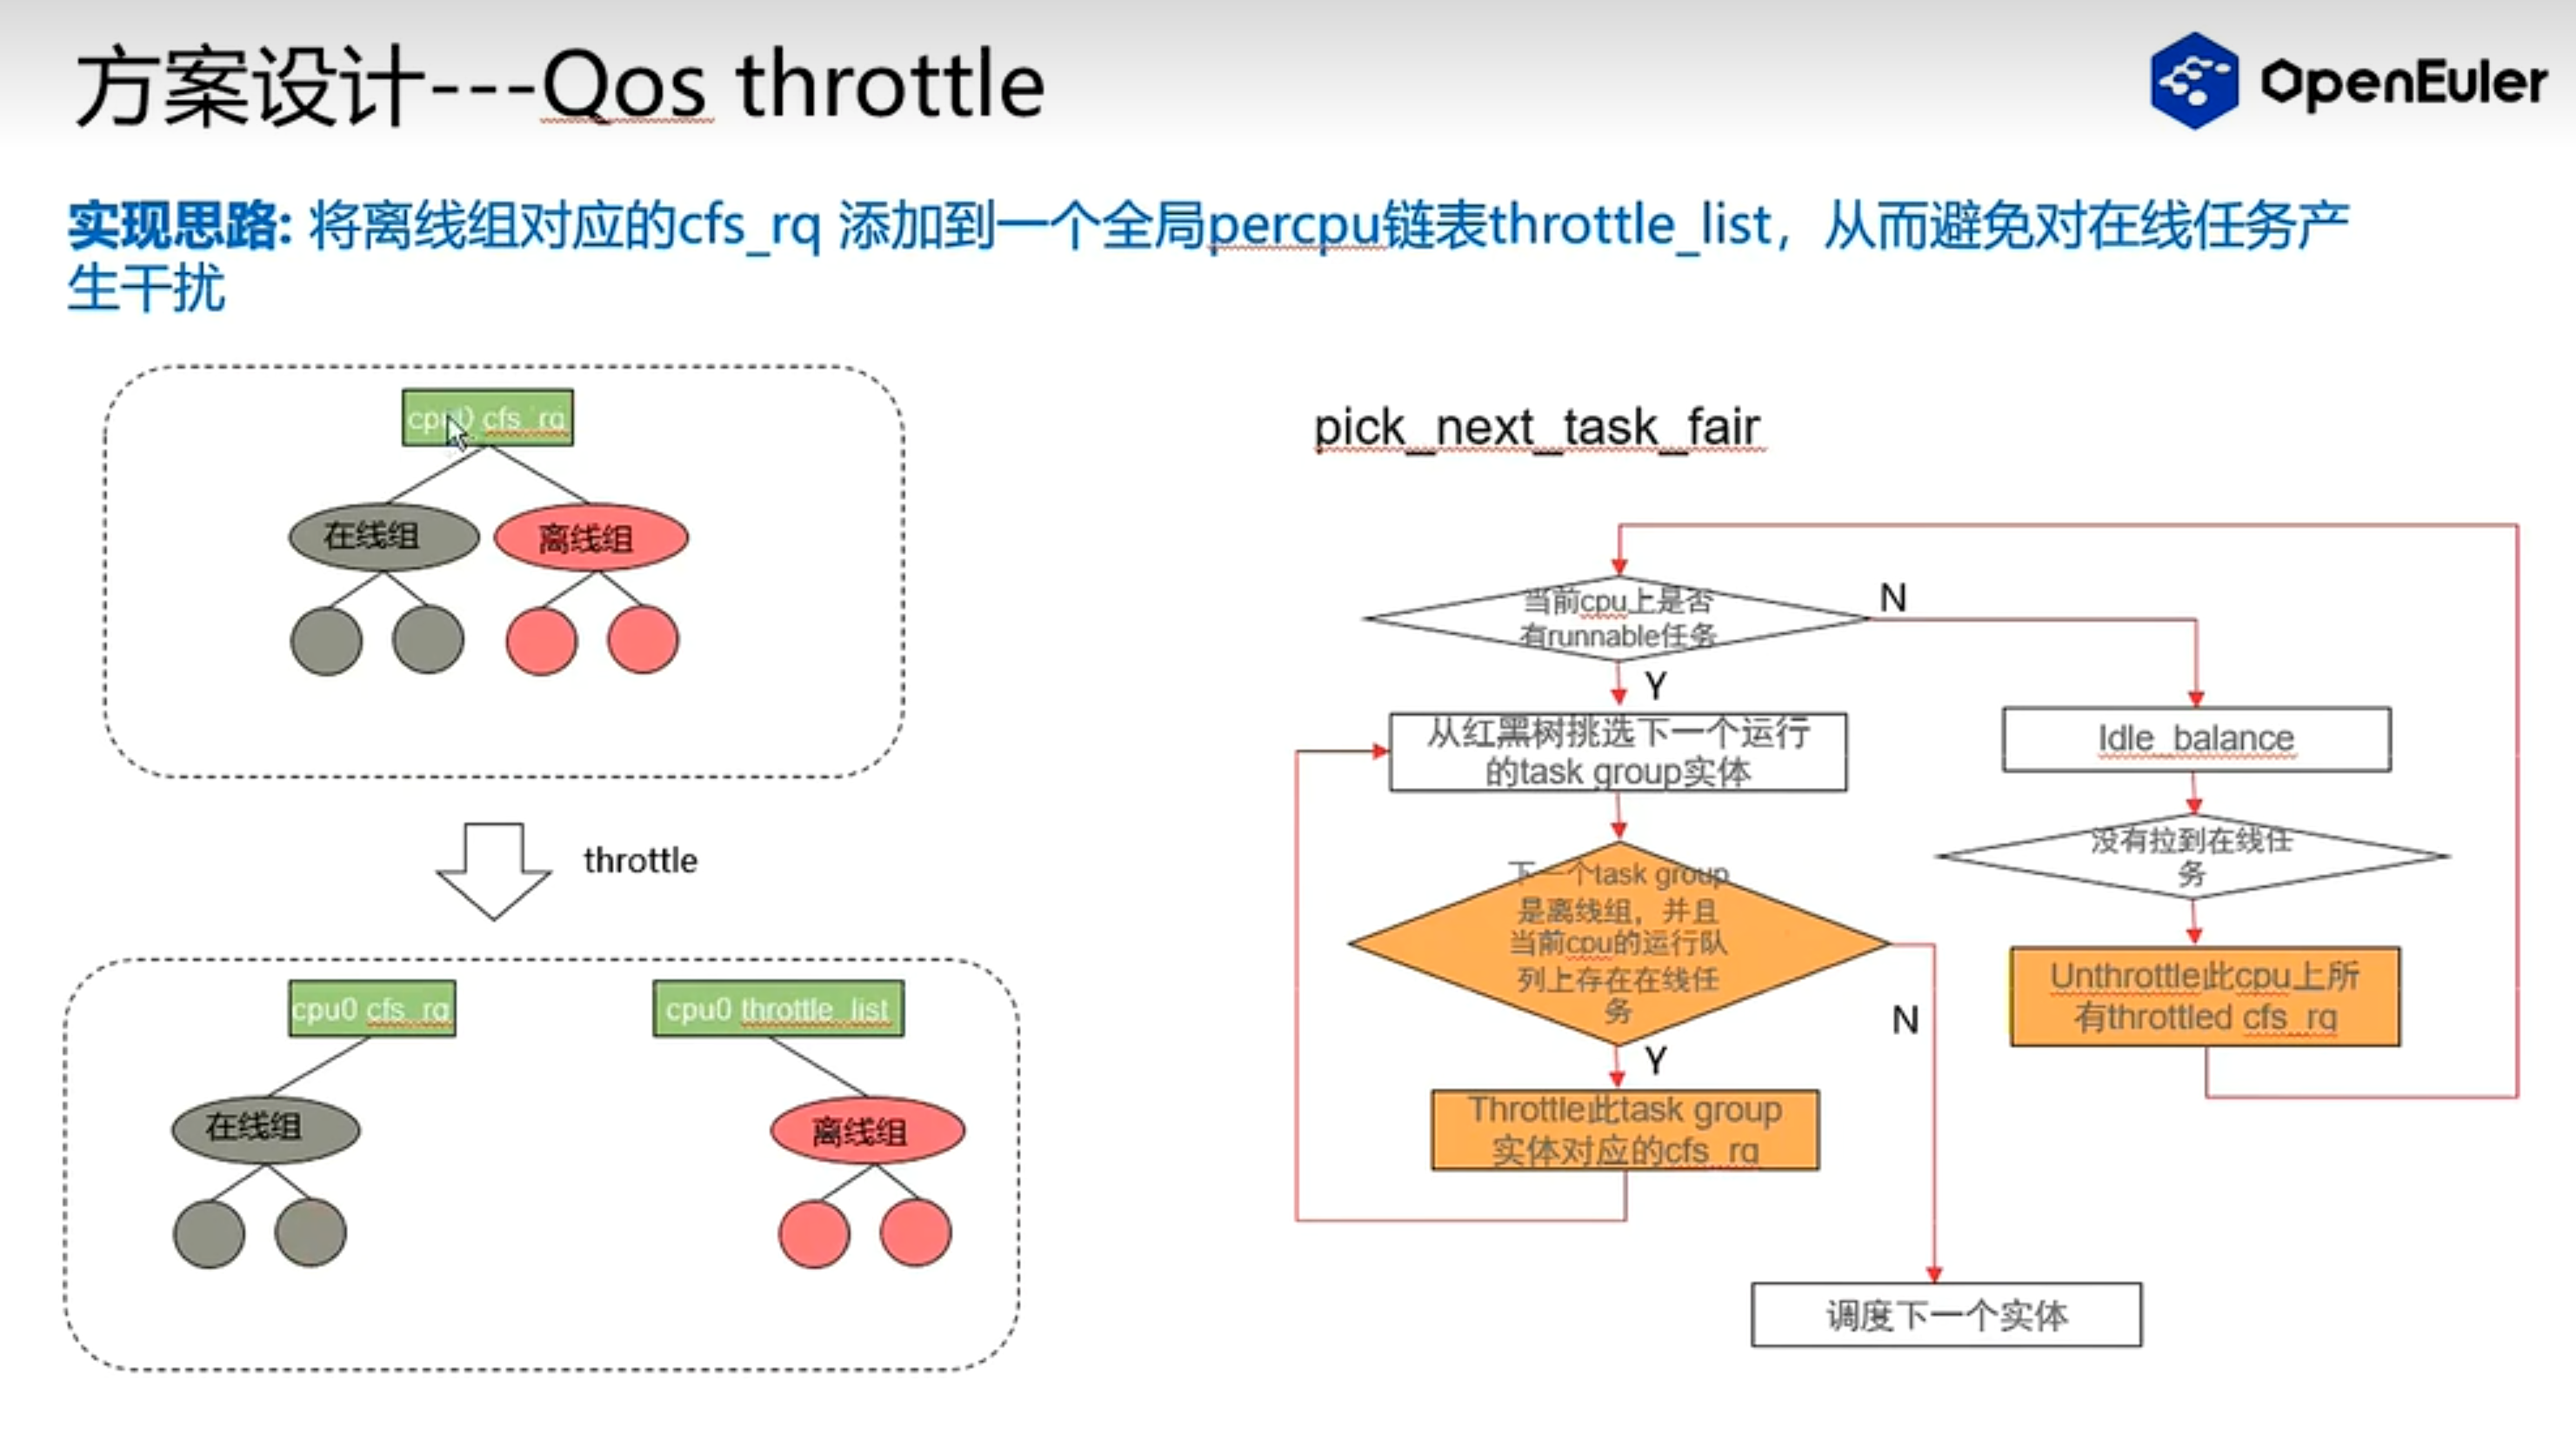 方案设计---Qos throttle
OpenEuler
实现思路: 将离线组对应的cfs_rq 添加到一个全局percpu链表throttle_list，从而避免对在线任务产
生干扰
cpu0 cfs_rq
在线组
离线组
throttle
cpu0 cfs_rq
cpu0 throttle_list
在线组
离线组
pick_next_task_fair
当前cpu上是否
有runnable任务
N
Y
从红黑树挑选下一个运行
的task group实体
Idle_balance
没有拉到在线任
务
下一个task group
是离线组，并且
当前cpu的运行队
列上存在在线任
务
Unthrottle此cpu上所
有throttled cfs_rq
N
Y
Throttle此task group
实体对应的cfs_rq
调度下一个实体